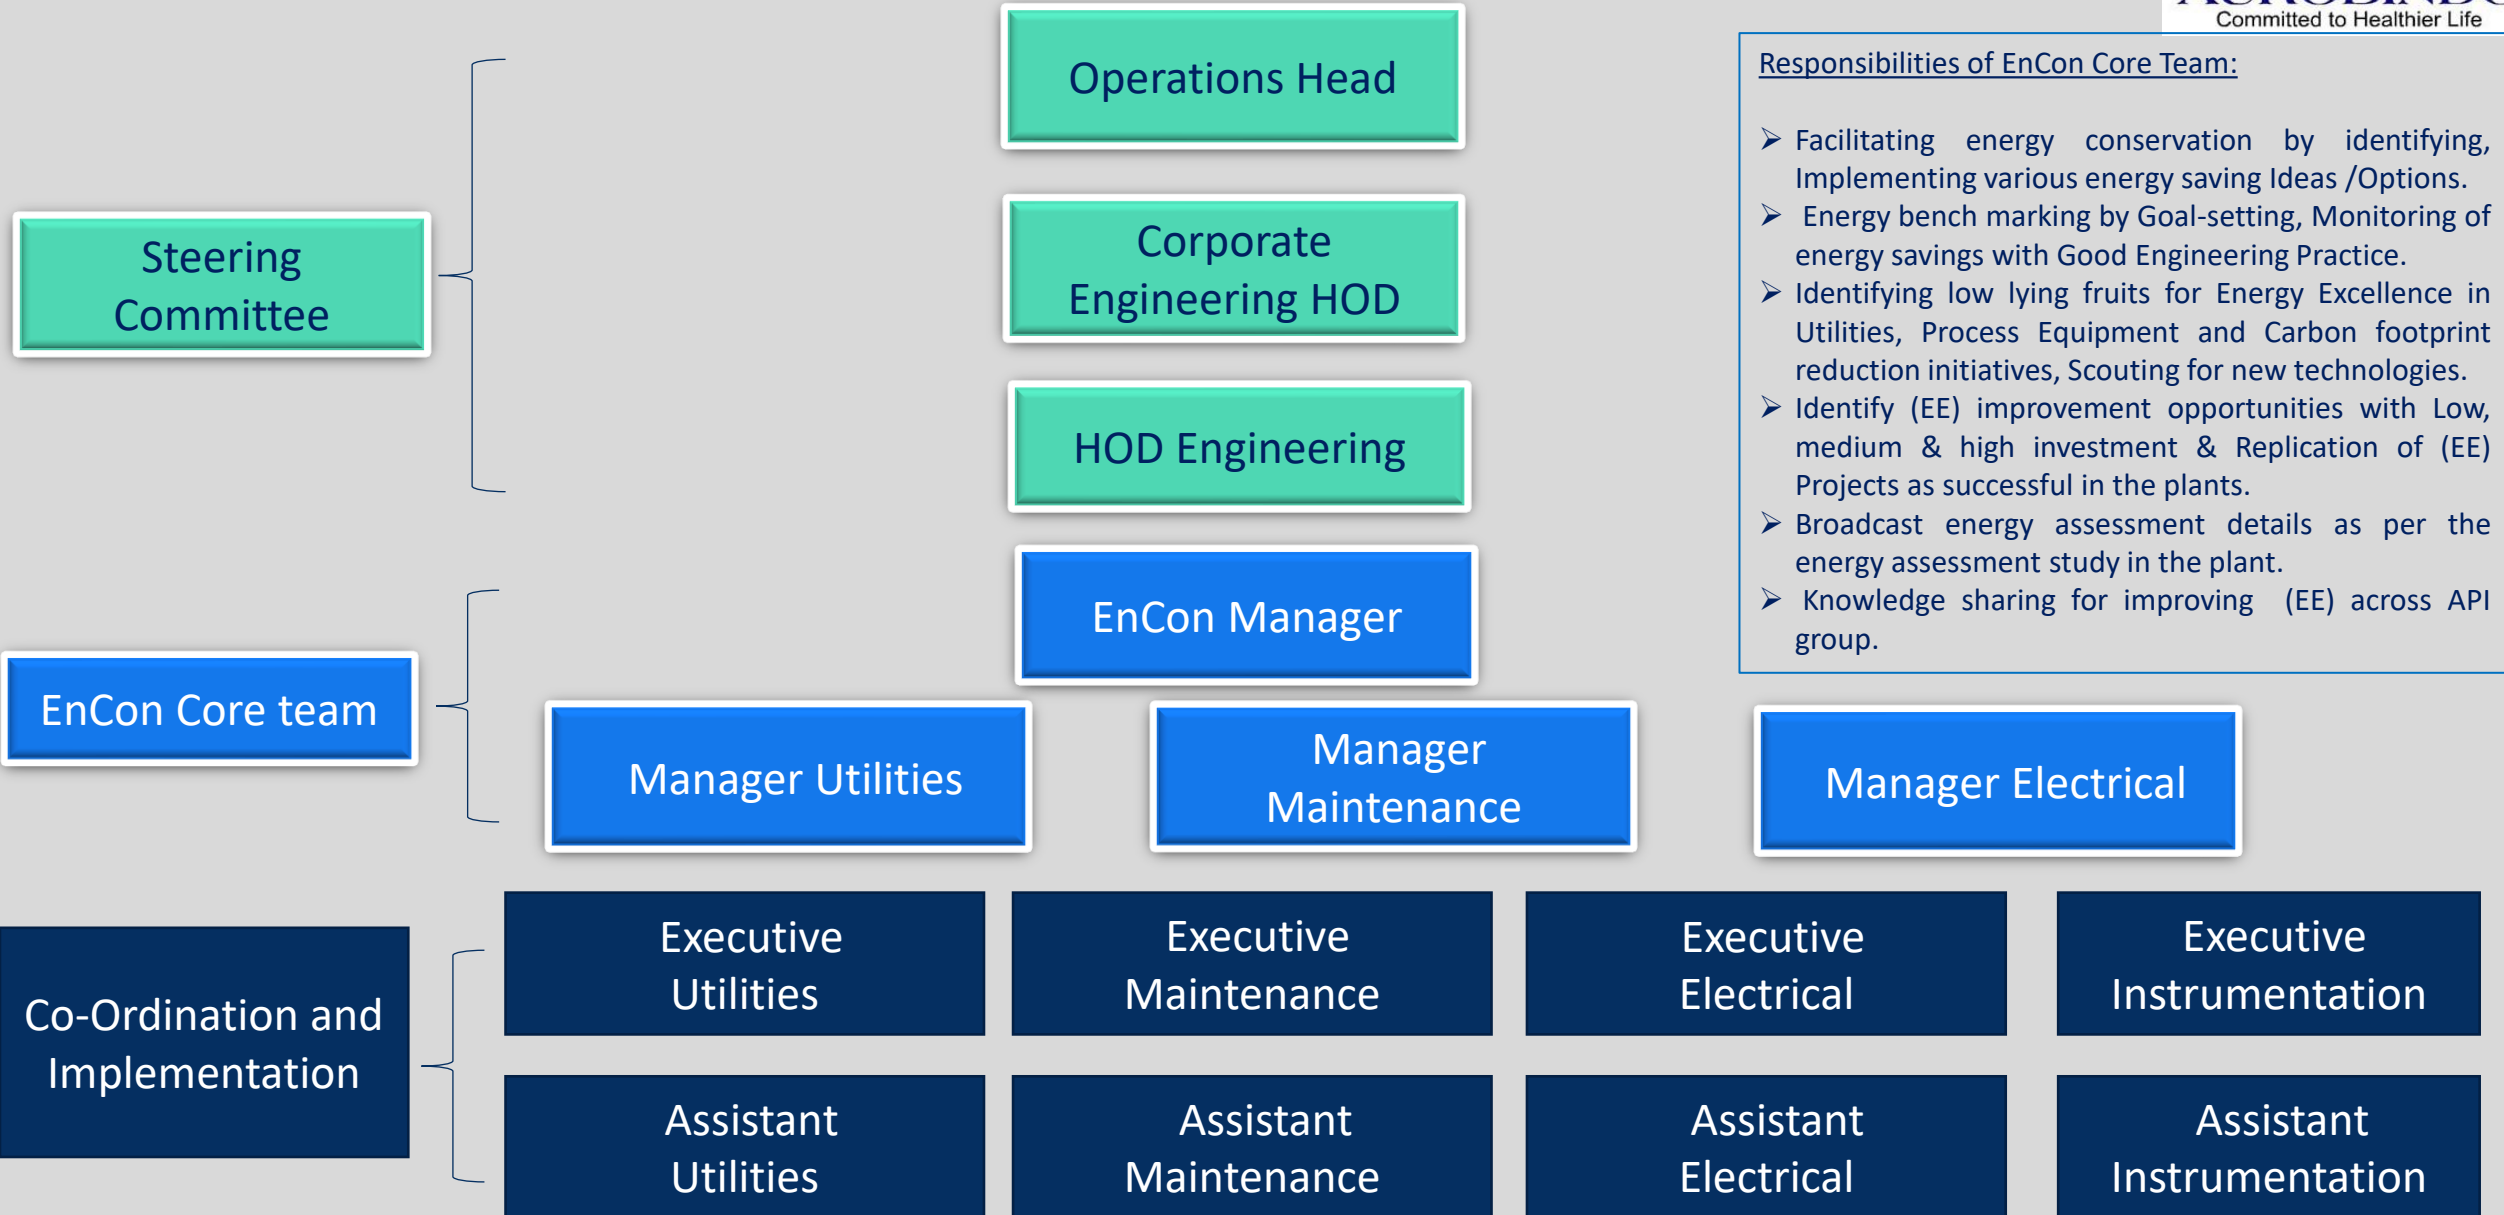 Committed to Healthier Life
Operations Head
Steering
Committee
Corporate
Engineering HOD
HOD Engineering
Responsibilities of EnCon Core Team:
➢ Facilitating energy conservation by identifying,
Implementing various energy saving Ideas /Options.
➢ Energy bench marking by Goal-setting, Monitoring of
energy savings with Good Engineering Practice.
➢ Identifying low lying fruits for Energy Excellence in
Utilities, Process Equipment and Carbon footprint
reduction initiatives, Scouting for new technologies.
➢ Identify (EE) improvement opportunities with Low,
medium & high investment & Replication of (EE)
Projects as successful in the plants.
➢ Broadcast energy assessment details as per the
energy assessment study in the plant.
➢ Knowledge sharing for improving (EE) across API
group.
EnCon Core team
EnCon Manager
Manager Utilities
Manager
Maintenance
Manager Electrical
Co-Ordination and
Implementation
Executive
Utilities
Executive
Maintenance
Executive
Electrical
Executive
Instrumentation
Assistant
Utilities
Assistant
Maintenance
Assistant
Electrical
Assistant
Instrumentation